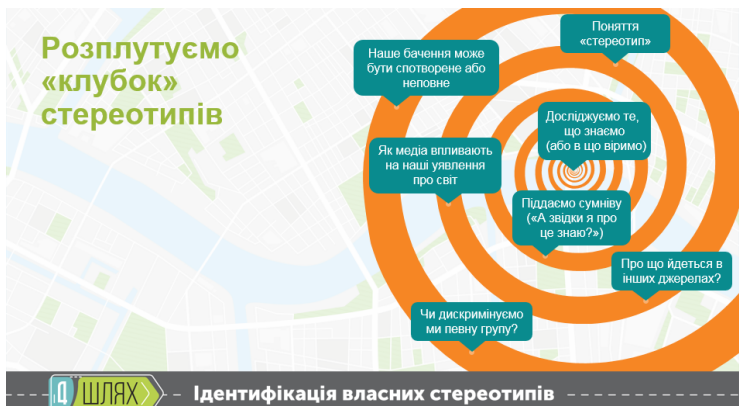 Розплутуємо
«клубок»
стереотипів
Поняття
«стереотип»
Наше бачення може
бути спотворене або
неповне
Досліджуємо те,
що знаємо
(або в що віримо)
Як медіа впливають
на наші уявлення
про світ
Піддаємо сумніву
(«А звідки я про
це знаю?»)
Про що йдеться в
інших джерелах?
Чи дискримінуємо
ми певну групу?
Д ШЛЯХ
Ідентифікація власних стереотипів